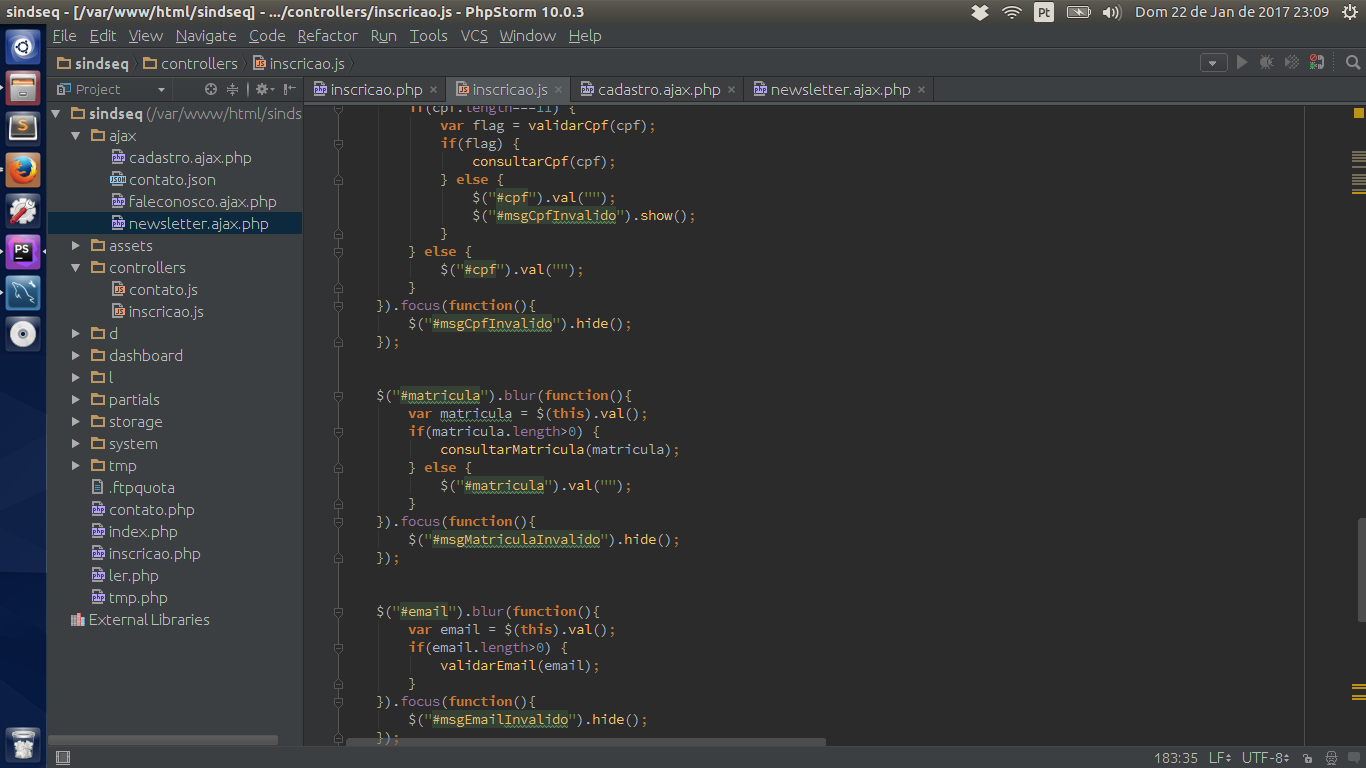 sindseq - [/var/www/html/sindseq] - .../controllers/inscricao.js - PhpStorm 10.0.3
Pt
Dom 22 de Jan de 2017 23:09
File Edit View Navigate Code Refactor Run Tools VCS Window Help
sindseq controllers inscricao.js
Project
inscricao.php inscricao.js cadastro.ajax.php newsletter.ajax.php
sindseq (/var/www/html/sinds
ajax
cadastro.ajax.php
contato.json
faleconosco.ajax.php
newsletter.ajax.php
assets
controllers
contato.js
inscricao.js
d
dashboard
l
partials
storage
system
tmp
.ftpquota
contato.php
index.php
inscricao.php
ler.php
tmp.php
External Libraries
if(cpf.length===11) {
var flag = validarCpf(cpf);
if(flag) {
consultarCpf(cpf);
} else {
$("#cpf").val("");
$("#msgCpfInvalido").show();
}
} else {
$("#cpf").val("");
}
}).focus(function(){
$("#msgCpfInvalido").hide();
});
$("#matricula").blur(function(){
var matricula = $(this).val();
if(matricula.length>0) {
consultarMatricula(matricula);
} else {
$("#matricula").val("");
}
}).focus(function(){
$("#msgMatriculaInvalido").hide();
});
$("#email").blur(function(){
var email = $(this).val();
if(email.length>0) {
validarEmail(email);
}
}).focus(function(){
$("#msgEmailInvalido").hide();
});
183:35 LF UTF-8